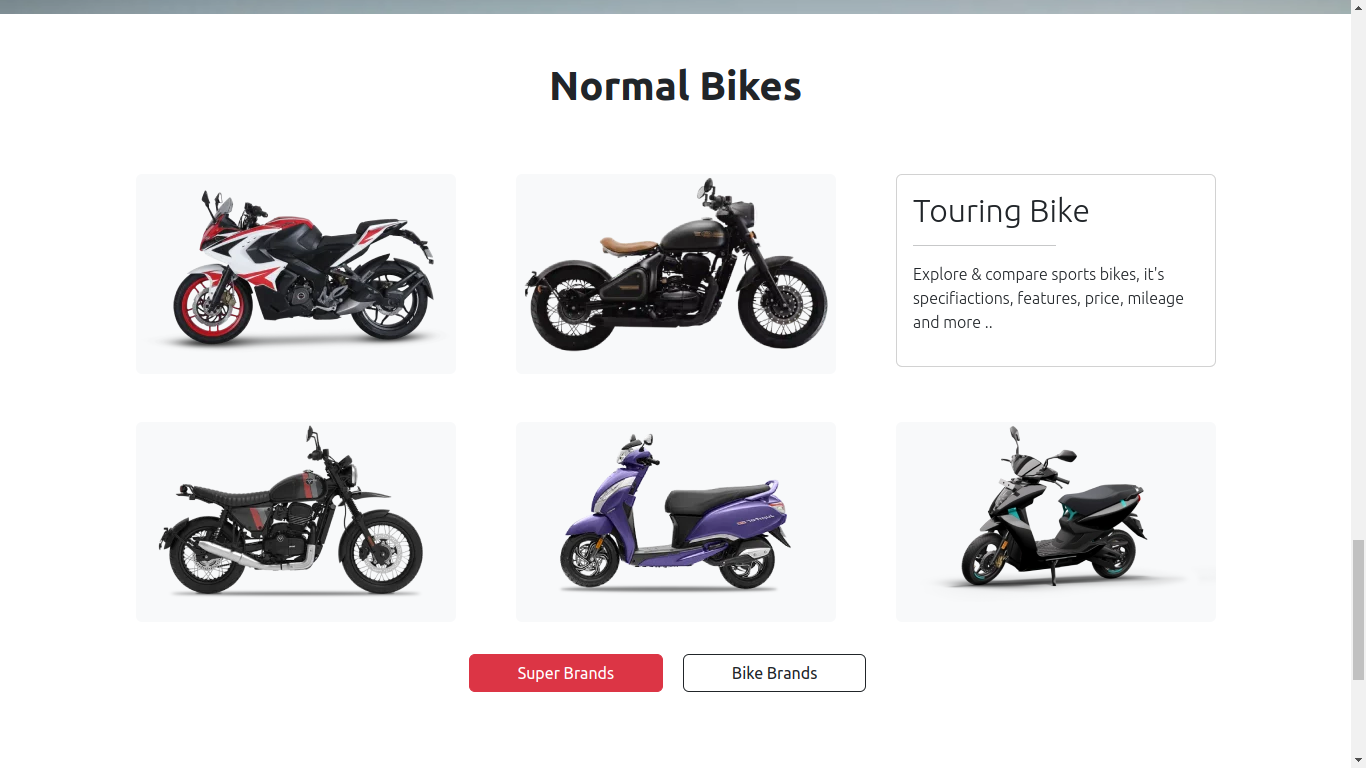 Normal Bikes
Touring Bike
Explore & compare sports bikes, it's
specifiactions, features, price, mileage
and more ..
Super Brands
Bike Brands